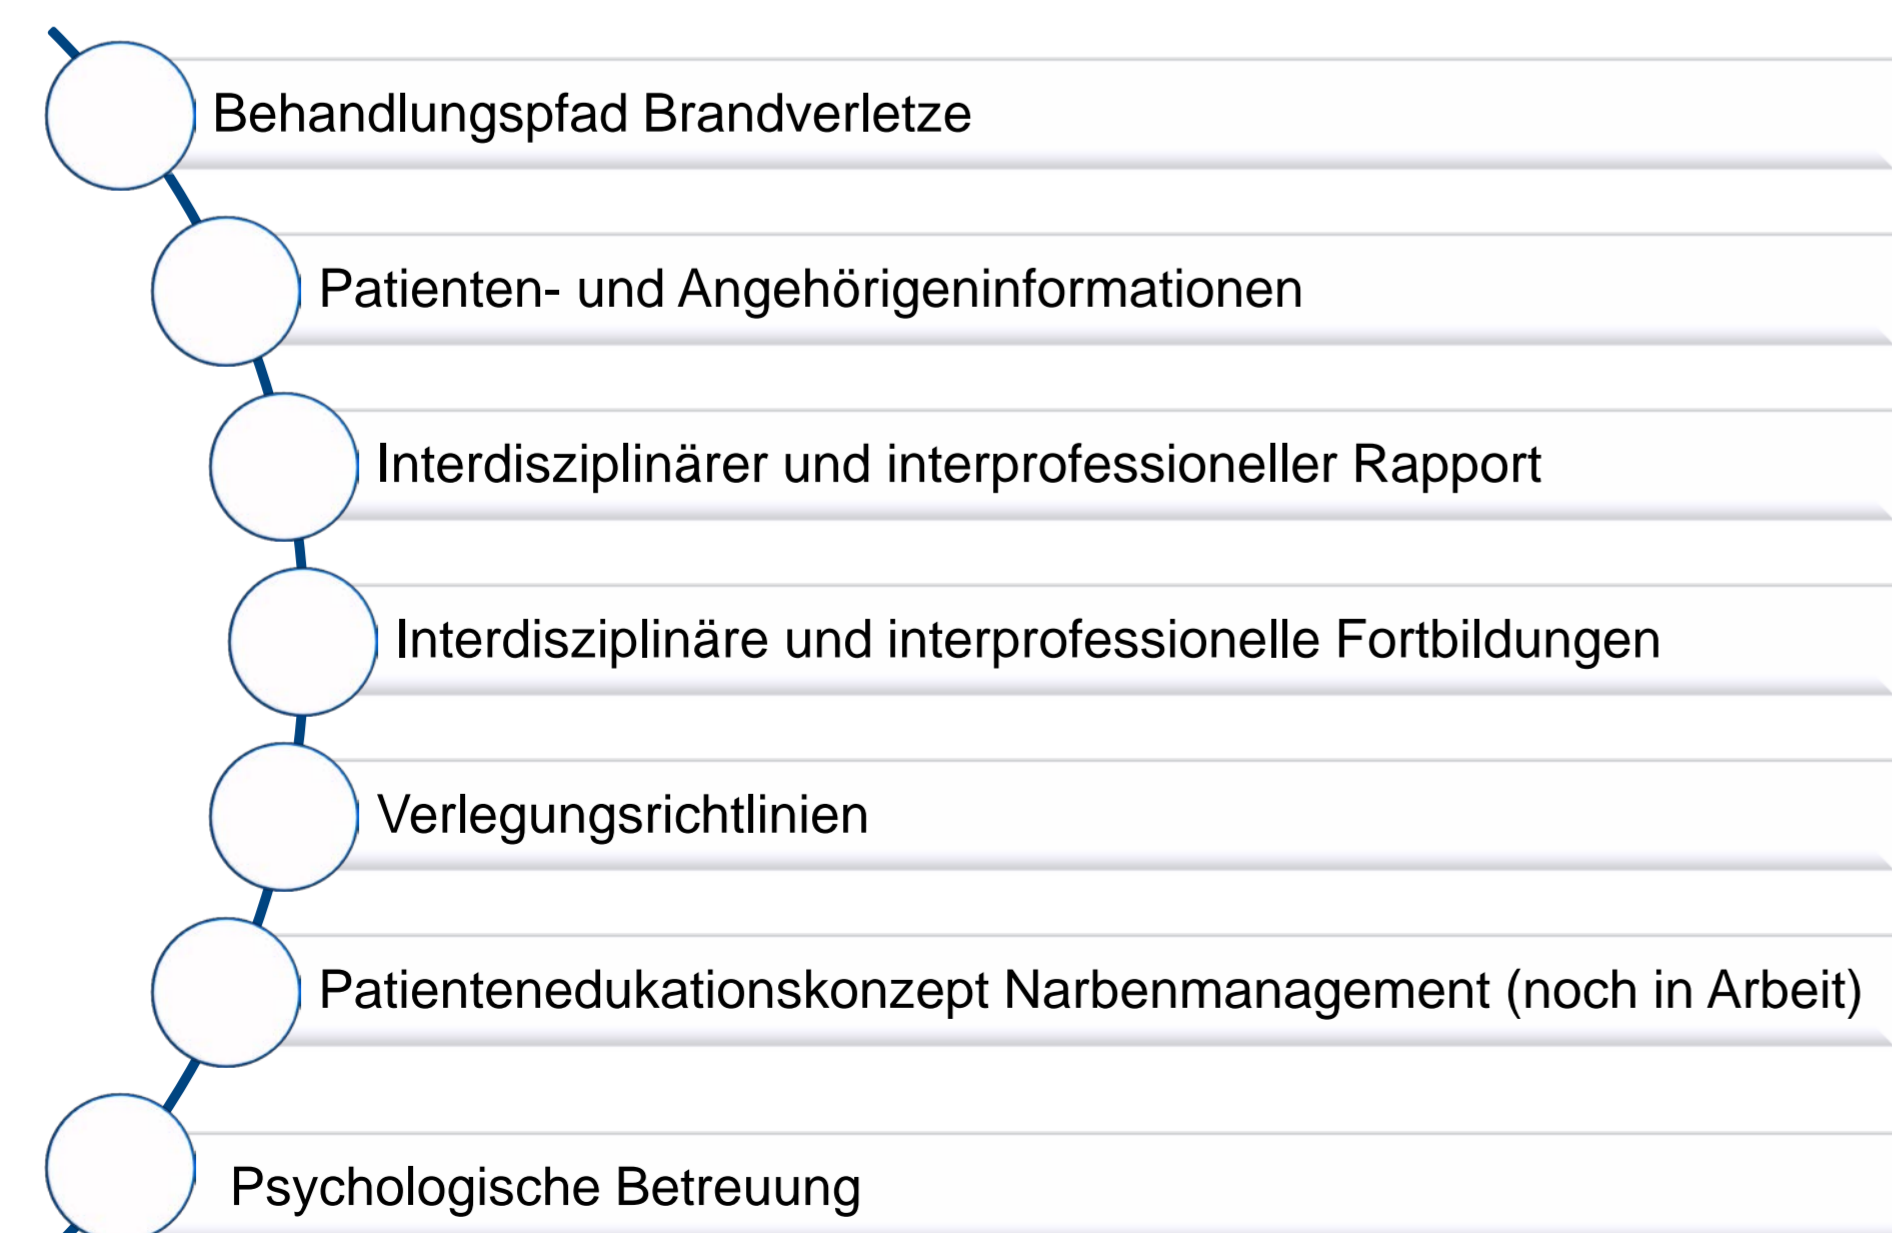 Behandlungspfad Brandverletze
Patienten- und Angehörigeninformationen
Interdisziplinärer und interprofessioneller Rapport
Interdisziplinäre und interprofessionelle Fortbildungen
Verlegungsrichtlinien
Patientenedukationskonzept Narbenmanagement (noch in Arbeit)
Psychologische Betreuung